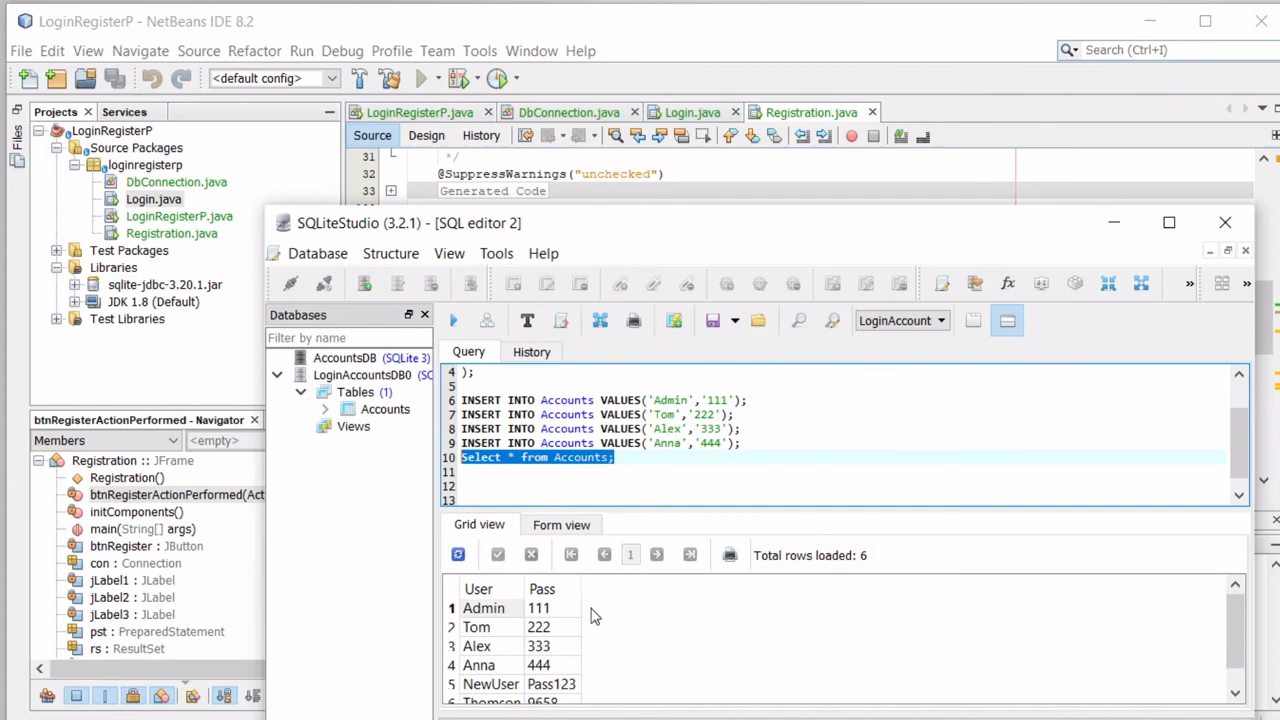 LoginRegisterP - NetBeans IDE 8.2
File Edit View Navigate Source Refactor Run Debug Profile Team Tools Window Help
Search (Ctrl+I)
<default config>
Projects Services
Files
LoginRegisterP
Source Packages
loginregisterp
DbConnection.java
Login.java
LoginRegisterP.java
Registration.java
Test Packages
Libraries
sqlite-jdbc-3.20.1.jar
JDK 1.8 (Default)
Test Libraries
LoginRegisterP.java DbConnection.java Login.java Registration.java
Source Design History
31 */
32 @SuppressWarnings("unchecked")
33 Generated Code
btnRegisterActionPerformed - Navigator
Members <empty>
Registration :: JFrame
Registration()
btnRegisterActionPerformed(Act
initComponents()
main(String[] args)
btnRegister : JButton
con : Connection
jLabel1 : JLabel
jLabel2 : JLabel
jLabel3 : JLabel
pst : PreparedStatement
rs : ResultSet
SQLiteStudio (3.2.1) - [SQL editor 2]
Database Structure View Tools Help
Databases
Filter by name
AccountsDB (SQLite 3)
LoginAccountsDB0 (SQ
Tables (1)
Accounts
Views
LoginAccount
Query History
4 );
5
6 INSERT INTO Accounts VALUES('Admin','111');
7 INSERT INTO Accounts VALUES('Tom','222');
8 INSERT INTO Accounts VALUES('Alex','333');
9 INSERT INTO Accounts VALUES('Anna','444');
10 Select * from Accounts;
11
12
13
Grid view Form view
1
Total rows loaded: 6
User Pass
1 Admin 111
2 Tom 222
3 Alex 333
4 Anna 444
5 NewUser Pass123
6 Thomson 9658